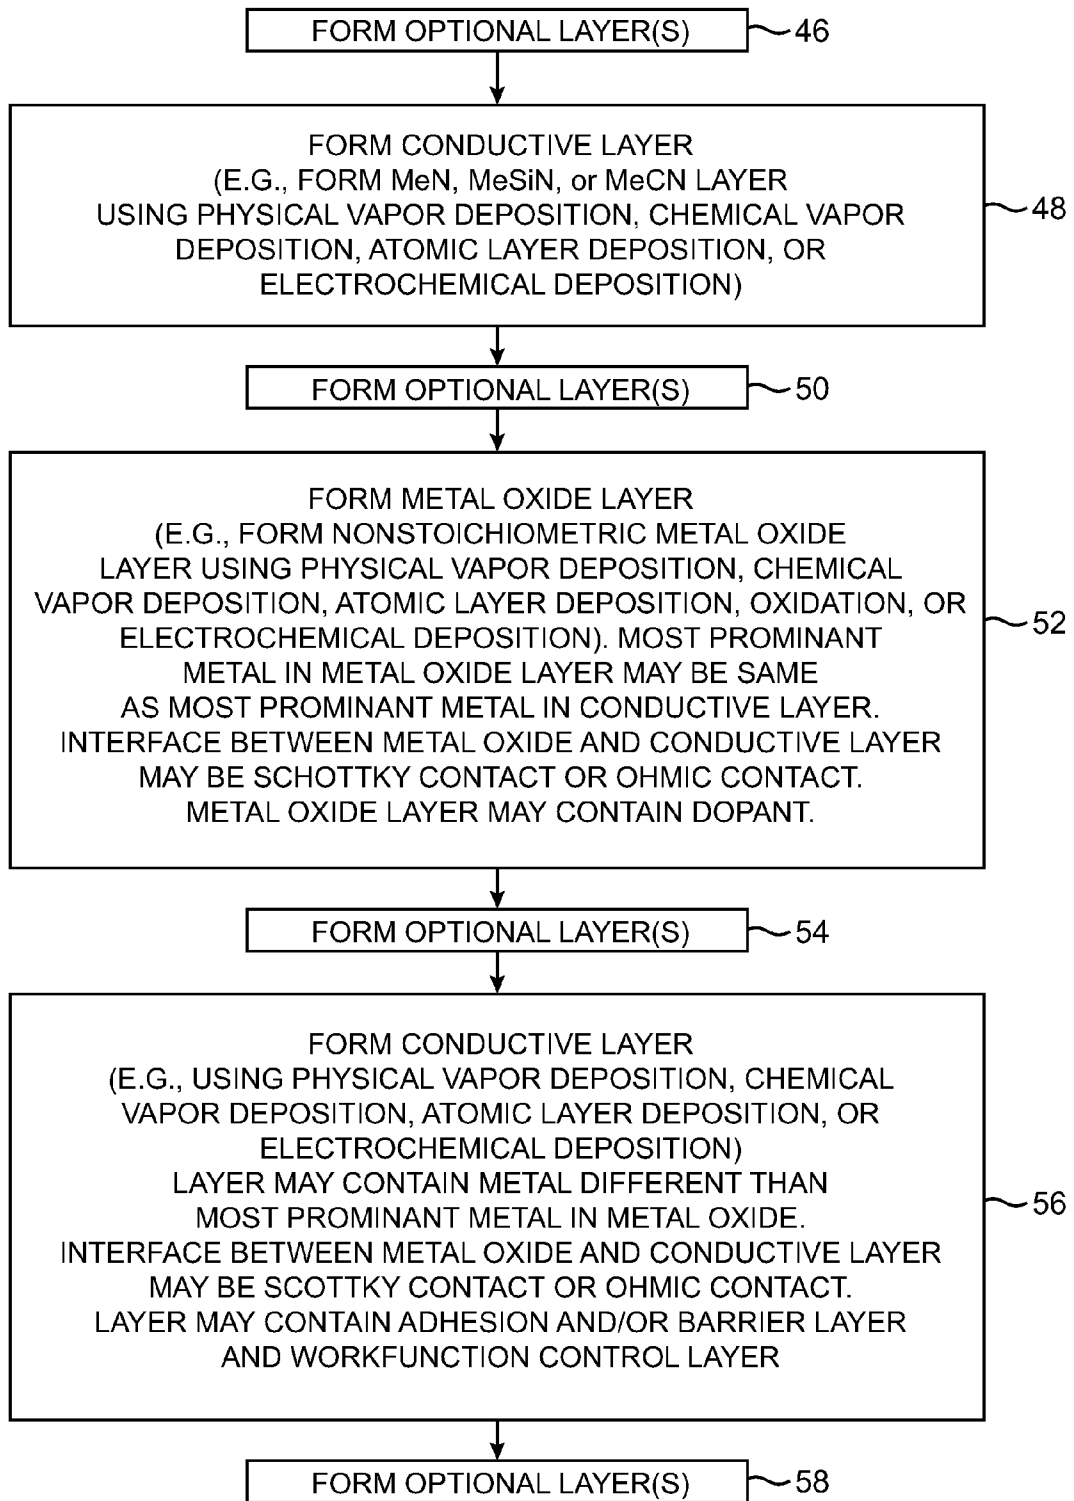 FORM OPTIONAL LAYER(S)
46
FORM CONDUCTIVE LAYER
(E.G., FORM MeN, MeSiN, or MeCN LAYER
USING PHYSICAL VAPOR DEPOSITION, CHEMICAL VAPOR
DEPOSITION, ATOMIC LAYER DEPOSITION, OR
ELECTROCHEMICAL DEPOSITION)
48
FORM OPTIONAL LAYER(S)
50
FORM METAL OXIDE LAYER
(E.G., FORM NONSTOICHIOMETRIC METAL OXIDE
LAYER USING PHYSICAL VAPOR DEPOSITION, CHEMICAL
VAPOR DEPOSITION, ATOMIC LAYER DEPOSITION, OXIDATION, OR
ELECTROCHEMICAL DEPOSITION). MOST PROMINANT
METAL IN METAL OXIDE LAYER MAY BE SAME
AS MOST PROMINANT METAL IN CONDUCTIVE LAYER.
INTERFACE BETWEEN METAL OXIDE AND CONDUCTIVE LAYER
MAY BE SCHOTTKY CONTACT OR OHMIC CONTACT.
METAL OXIDE LAYER MAY CONTAIN DOPANT.
52
FORM OPTIONAL LAYER(S)
54
FORM CONDUCTIVE LAYER
(E.G., USING PHYSICAL VAPOR DEPOSITION, CHEMICAL
VAPOR DEPOSITION, ATOMIC LAYER DEPOSITION, OR
ELECTROCHEMICAL DEPOSITION)
LAYER MAY CONTAIN METAL DIFFERENT THAN
MOST PROMINANT METAL IN METAL OXIDE.
INTERFACE BETWEEN METAL OXIDE AND CONDUCTIVE LAYER
MAY BE SCOTTKY CONTACT OR OHMIC CONTACT.
LAYER MAY CONTAIN ADHESION AND/OR BARRIER LAYER
AND WORKFUNCTION CONTROL LAYER
56
FORM OPTIONAL LAYER(S)
58